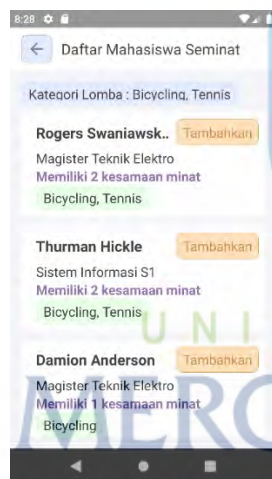 8:28
Daftar Mahasiswa Seminat
Kategori Lomba : Bicycling, Tennis
Rogers Swaniawsk.. Tambahkan
Magister Teknik Elektro
Memiliki 2 kesamaan minat
Bicycling, Tennis
Thurman Hickle Tambahkan
Sistem Informasi S1
Memiliki 2 kesamaan minat
Bicycling, Tennis
UNI
Damion Anderson Tambahkan
Magister Teknik Elektro
Memiliki 1 kesamaan minat
Bicycling
MERC